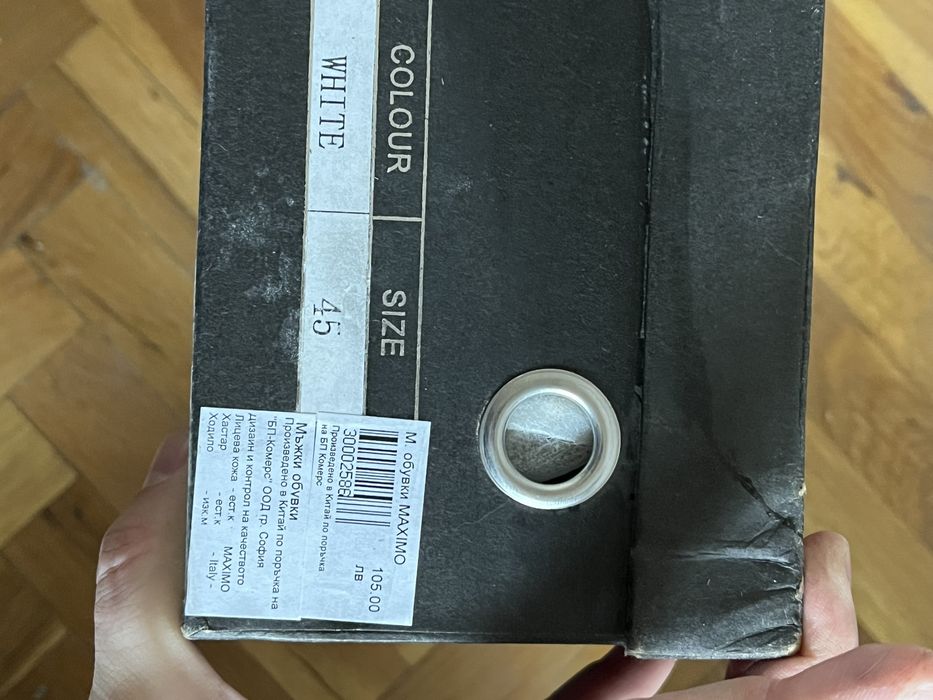 COLOUR
SIZE
WHITE
45
М обувки MAXIMO
105.00
ЛВ
30002586
Произведено в Китай по поръчка
на БП Комерс
Мъжки обувки
Произведено в Китай по поръчка на
"БП-Комерс" ООД гр. София
Дизайн и контрол на качеството
Лицева кожа - ест.к MAXIMO
Хастар - ест.к - Italy -
Ходило - изк.м